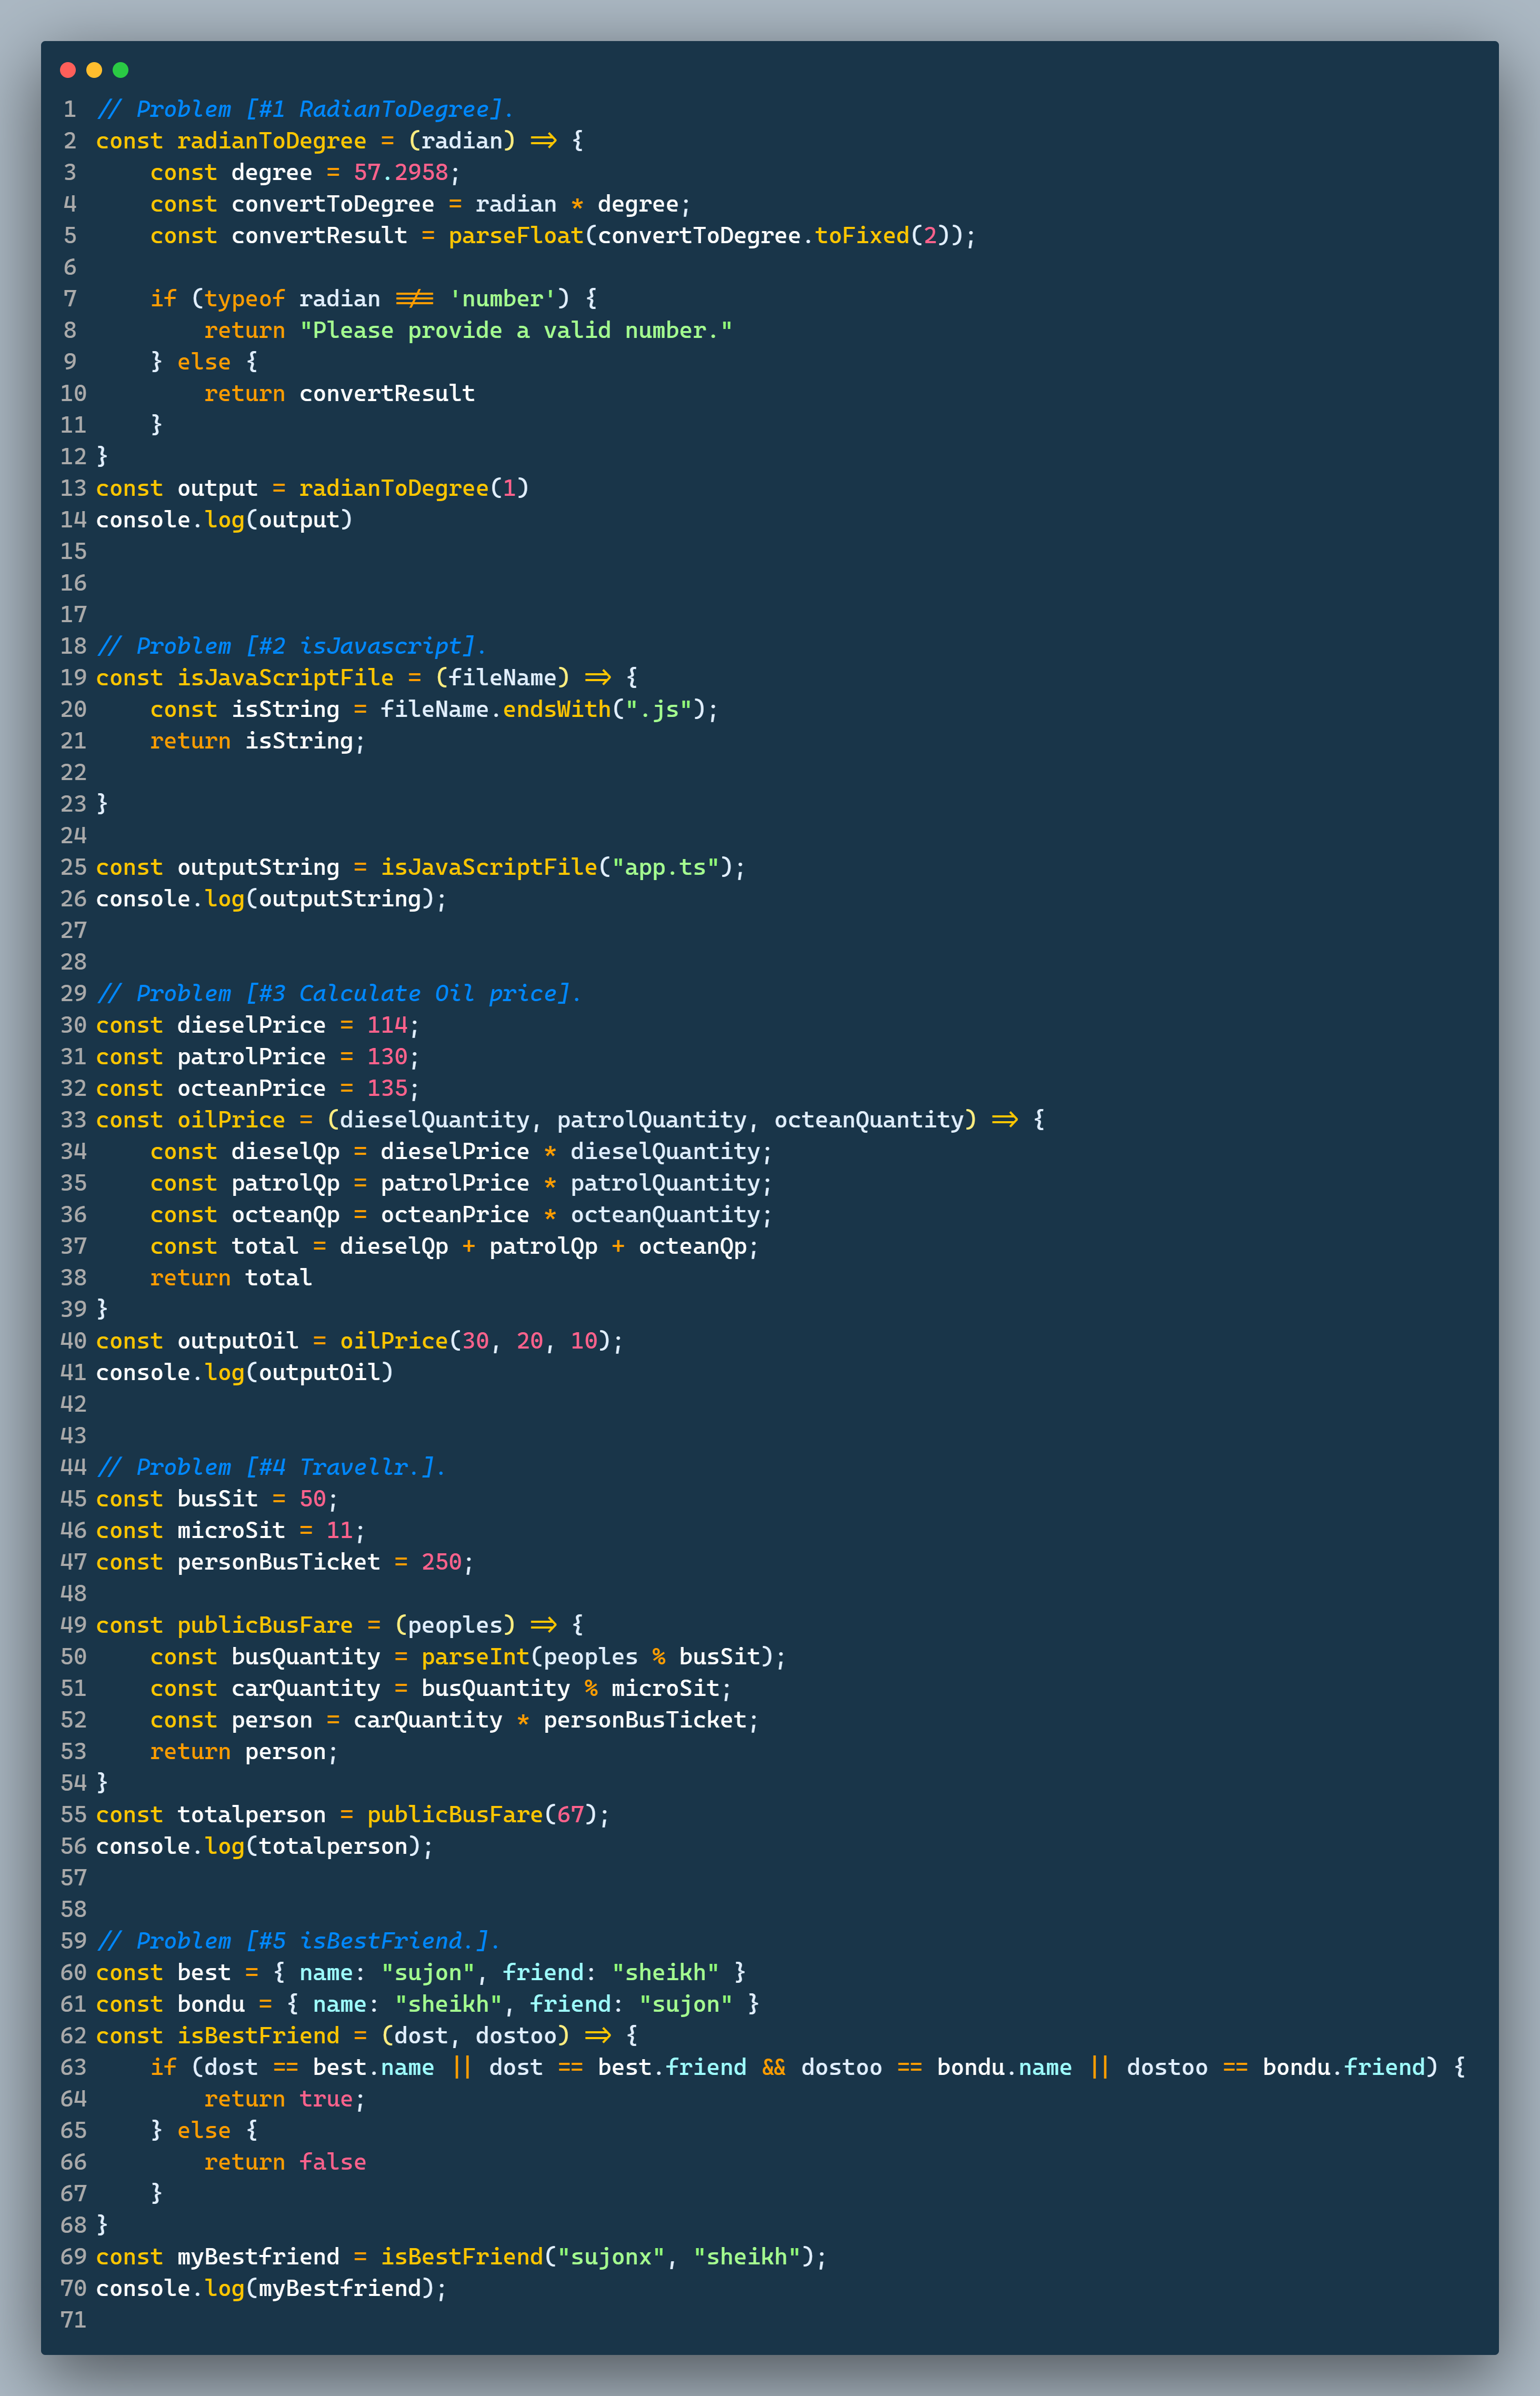 1 // Problem [#1 RadianToDegree].
2 const radianToDegree = (radian) => {
3     const degree = 57.2958;
4     const convertToDegree = radian * degree;
5     const convertResult = parseFloat(convertToDegree.toFixed(2));
6
7     if (typeof radian !== 'number') {
8         return "Please provide a valid number."
9     } else {
10         return convertResult
11     }
12 }
13 const output = radianToDegree(1)
14 console.log(output)
15
16
17
18 // Problem [#2 isJavascript].
19 const isJavaScriptFile = (fileName) => {
20     const isString = fileName.endsWith(".js");
21     return isString;
22
23 }
24
25 const outputString = isJavaScriptFile("app.ts");
26 console.log(outputString);
27
28
29 // Problem [#3 Calculate Oil price].
30 const dieselPrice = 114;
31 const patrolPrice = 130;
32 const octeanPrice = 135;
33 const oilPrice = (dieselQuantity, patrolQuantity, octeanQuantity) => {
34     const dieselQp = dieselPrice * dieselQuantity;
35     const patrolQp = patrolPrice * patrolQuantity;
36     const octeanQp = octeanPrice * octeanQuantity;
37     const total = dieselQp + patrolQp + octeanQp;
38     return total
39 }
40 const outputOil = oilPrice(30, 20, 10);
41 console.log(outputOil)
42
43
44 // Problem [#4 Travellr.].
45 const busSit = 50;
46 const microSit = 11;
47 const personBusTicket = 250;
48
49 const publicBusFare = (peoples) => {
50     const busQuantity = parseInt(peoples % busSit);
51     const carQuantity = busQuantity % microSit;
52     const person = carQuantity * personBusTicket;
53     return person;
54 }
55 const totalperson = publicBusFare(67);
56 console.log(totalperson);
57
58
59 // Problem [#5 isBestFriend.].
60 const best = { name: "sujon", friend: "sheikh" }
61 const bondu = { name: "sheikh", friend: "sujon" }
62 const isBestFriend = (dost, dostoo) => {
63     if (dost == best.name || dost == best.friend && dostoo == bondu.name || dostoo == bondu.friend) {
64         return true;
65     } else {
66         return false
67     }
68 }
69 const myBestfriend = isBestFriend("sujonx", "sheikh");
70 console.log(myBestfriend);
71